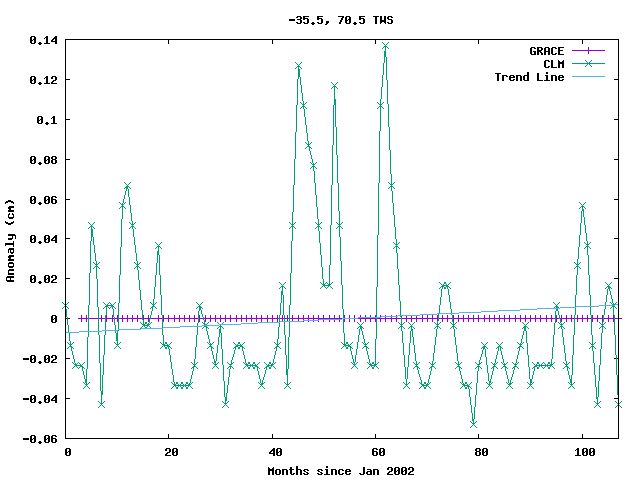 -35.5, 70.5 TWS
GRACE
CLM
Trend Line
0.14
0.12
0.1
0.08
0.06
0.04
0.02
0
-0.02
-0.04
-0.06
Anomaly (cm)
0 20 40 60 80 100
Months since Jan 2002